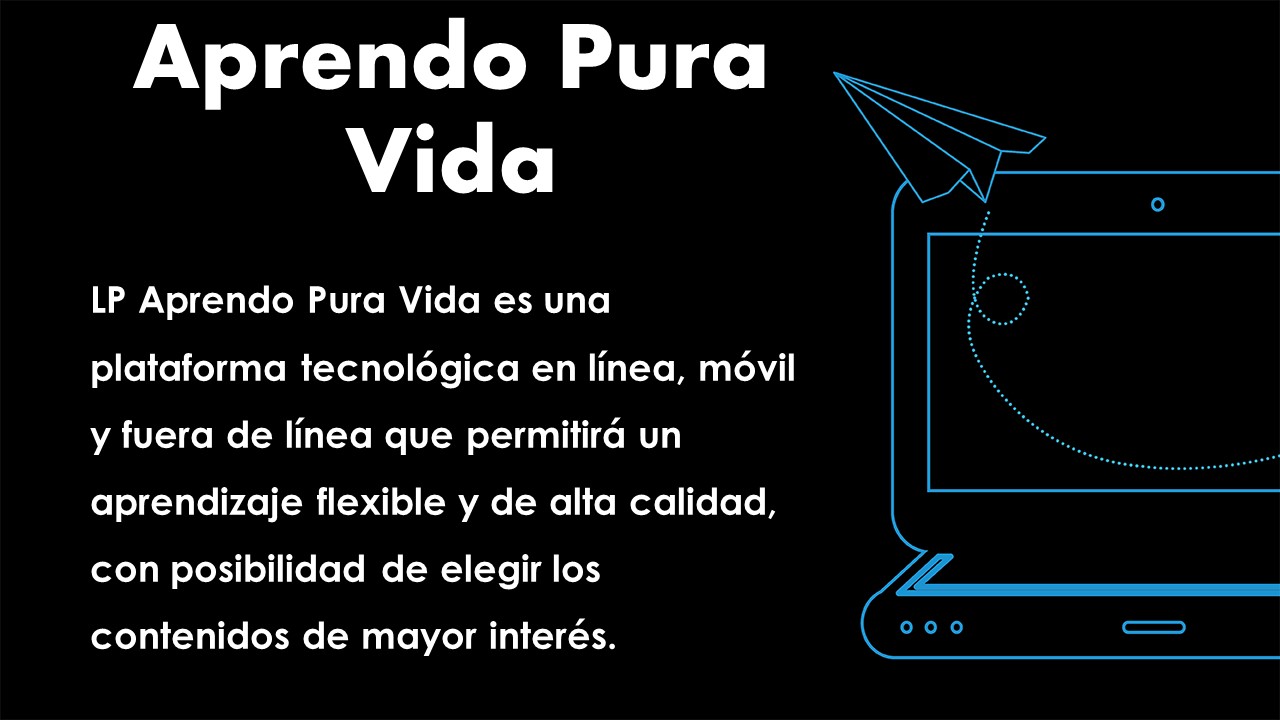 Aprendo Pura
Vida
LP Aprendo Pura Vida es una
plataforma tecnológica en línea, móvil
y fuera de línea que permitirá un
aprendizaje flexible y de alta calidad,
con posibilidad de elegir los
contenidos de mayor interés.